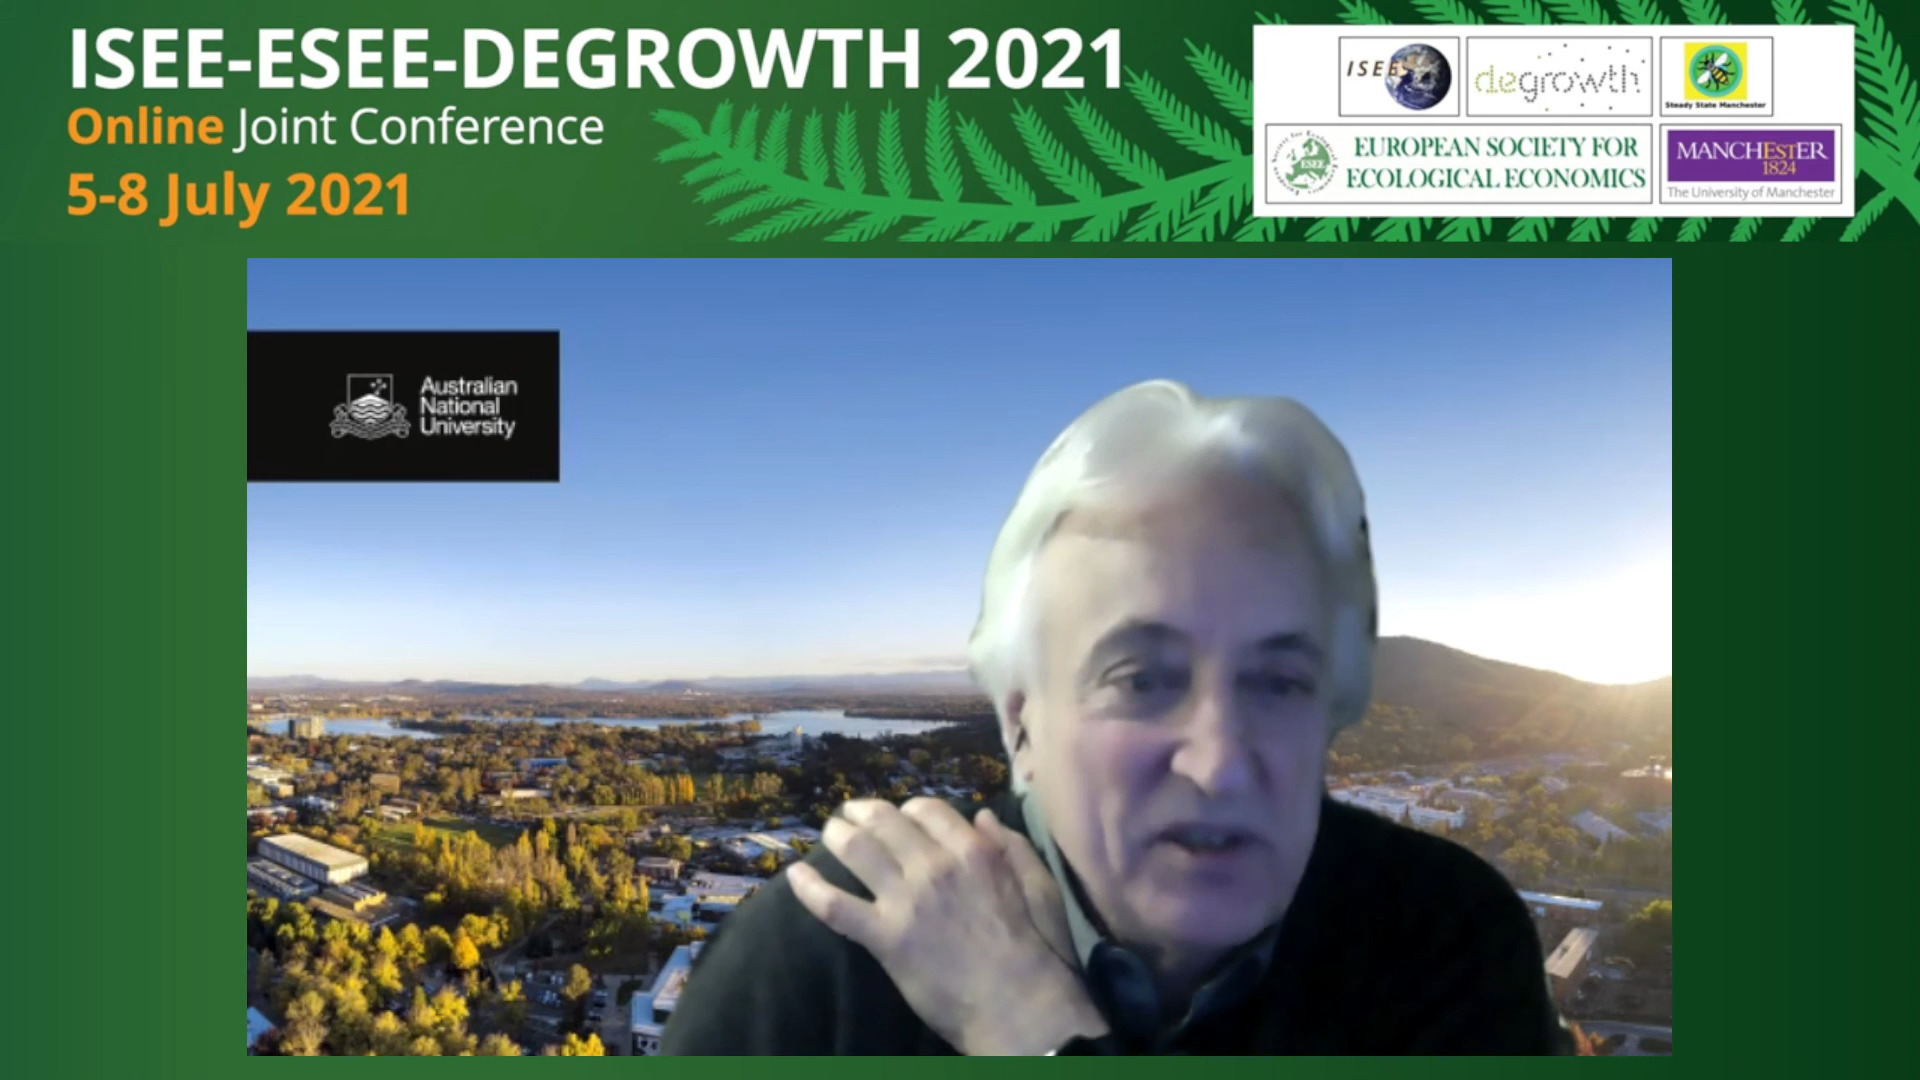 ISEE-ESEE-DEGROWTH 2021
Online Joint Conference
5-8 July 2021
ISEE
degrowth
Steady State Manchester
ESEE
EUROPEAN SOCIETY FOR
ECOLOGICAL ECONOMICS
MANCHESTER
1824
The University of Manchester
Australian
National
University